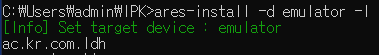 C:\Users\admin\IPK>ares-install -d emulator -l
[Info] Set target device : emulator
ac.kr.com.ldh